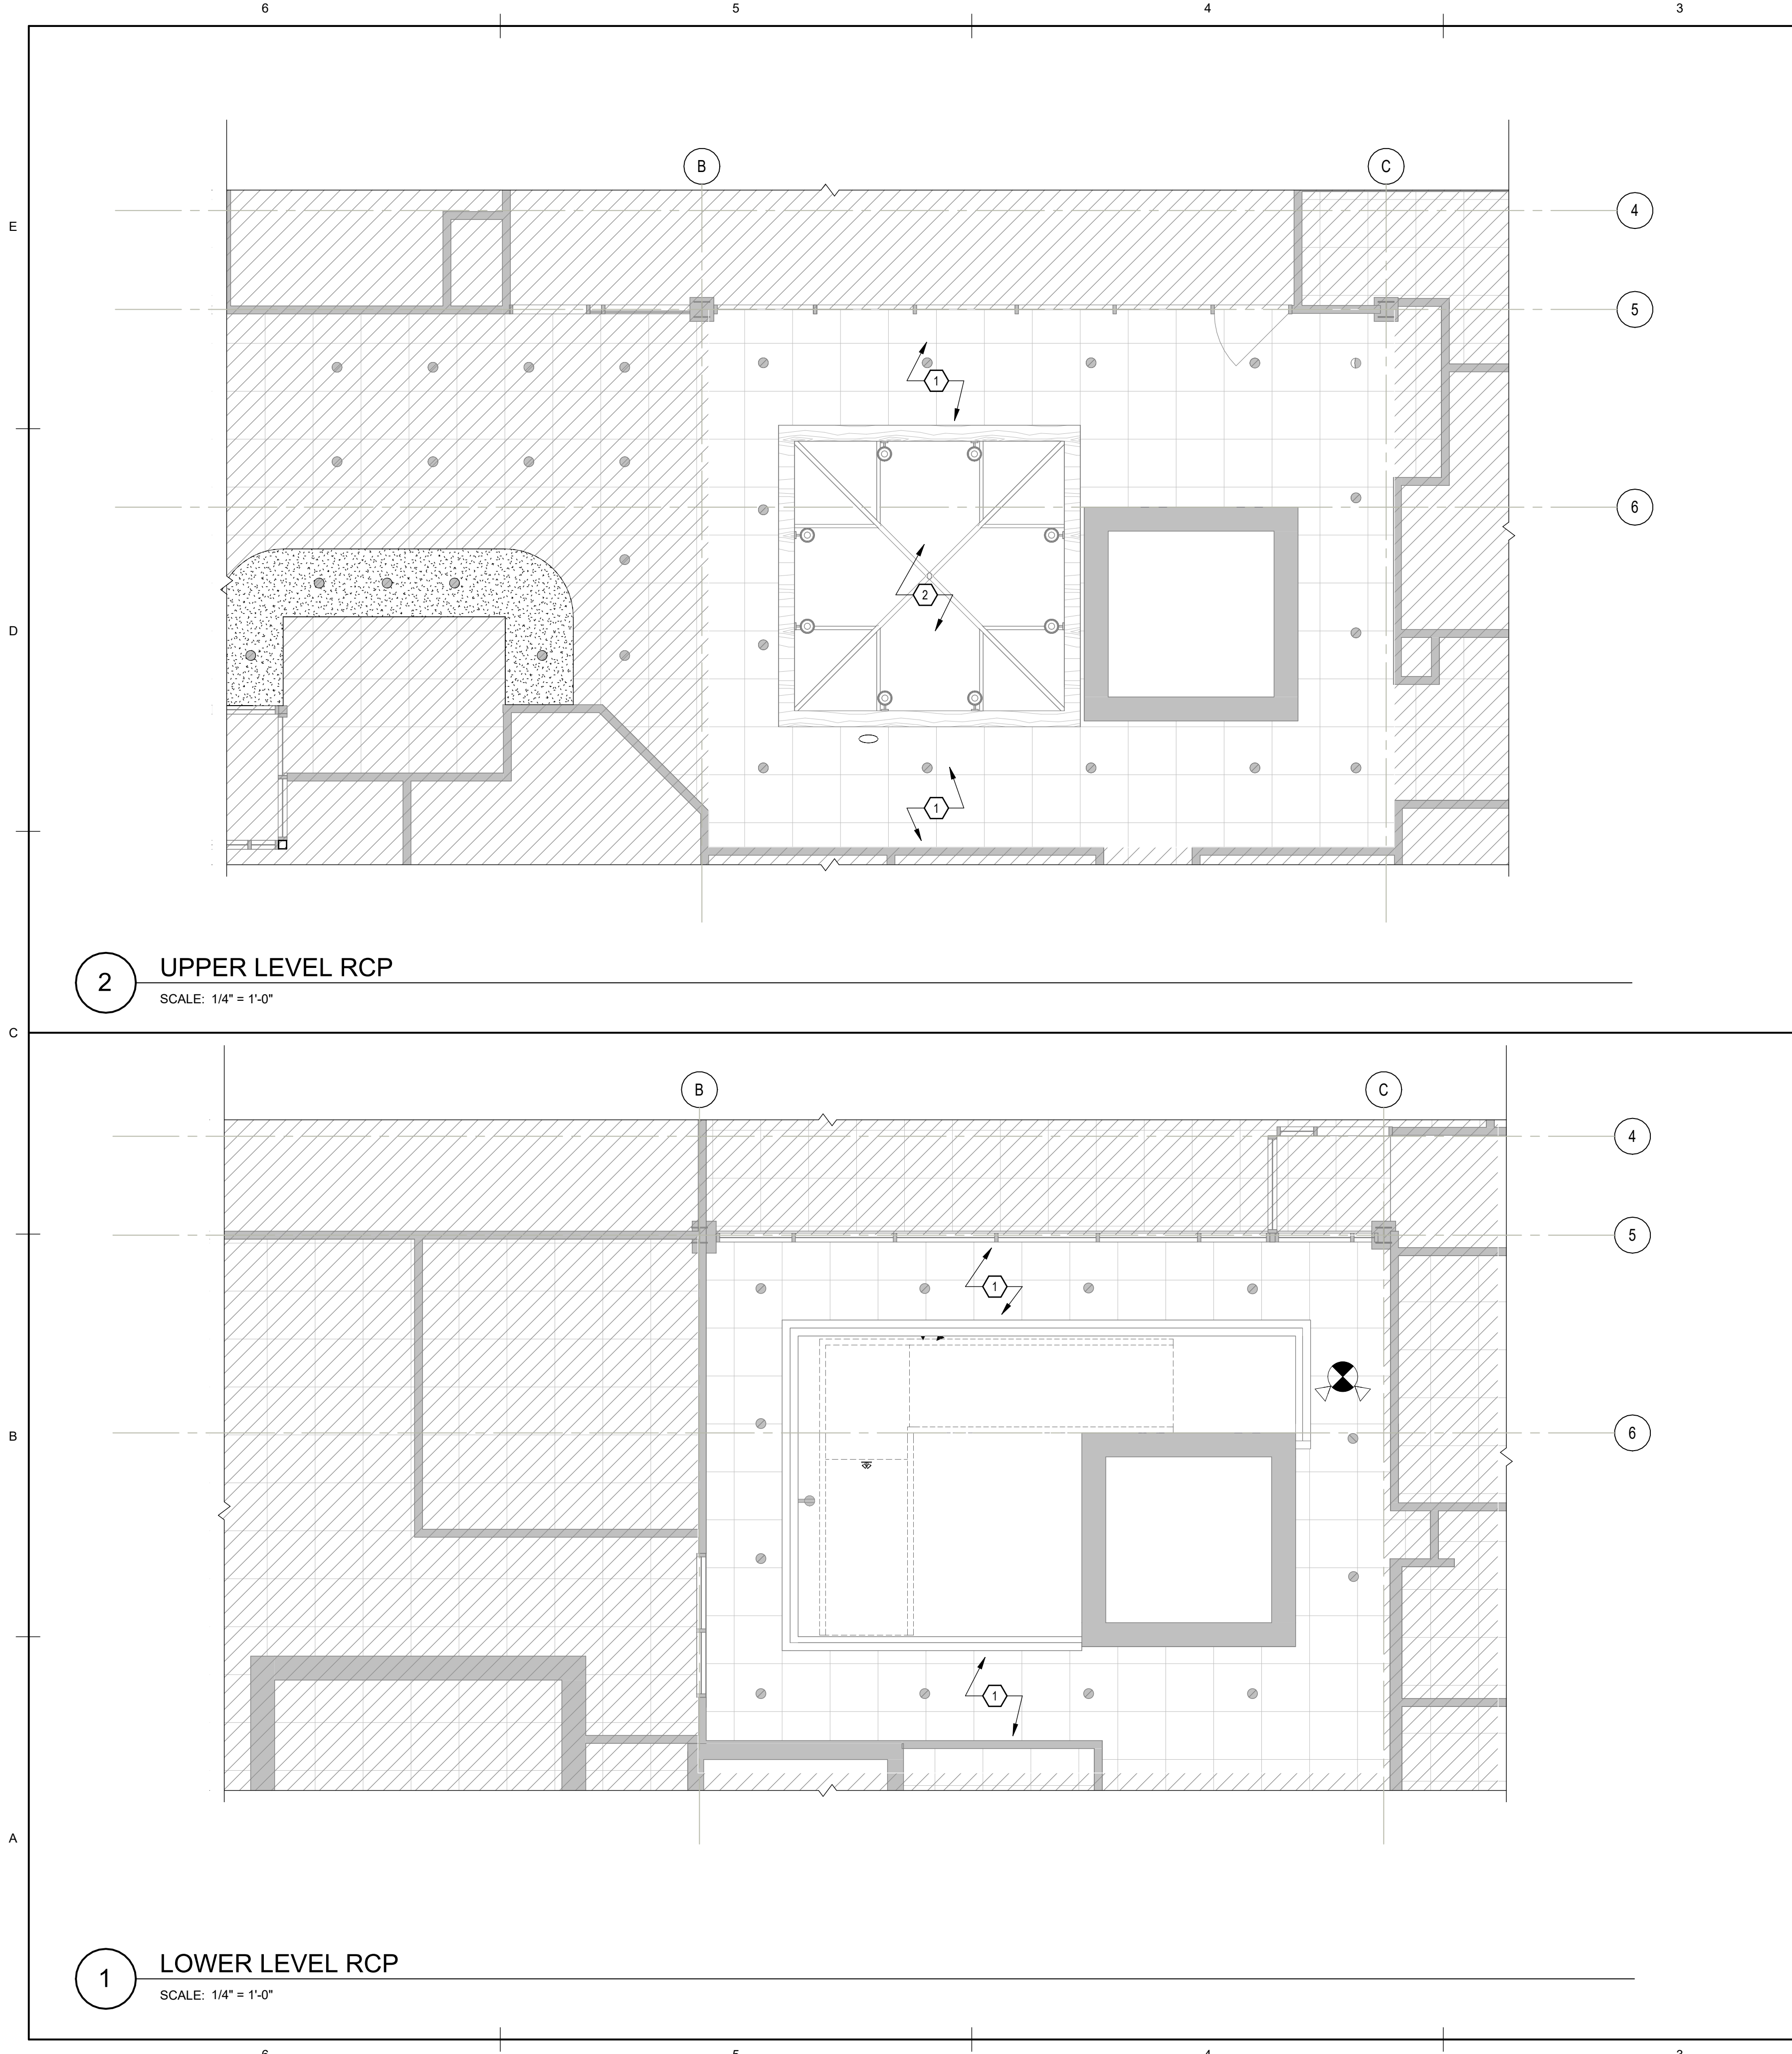 6 5 4 3
B C
4
E
5
1
6
2
D
1
2 UPPER LEVEL RCP
SCALE: 1/4" = 1'-0"
C
B C
4
5
1
B
6
1
A
1 LOWER LEVEL RCP
SCALE: 1/4" = 1'-0"
6 5 4 3